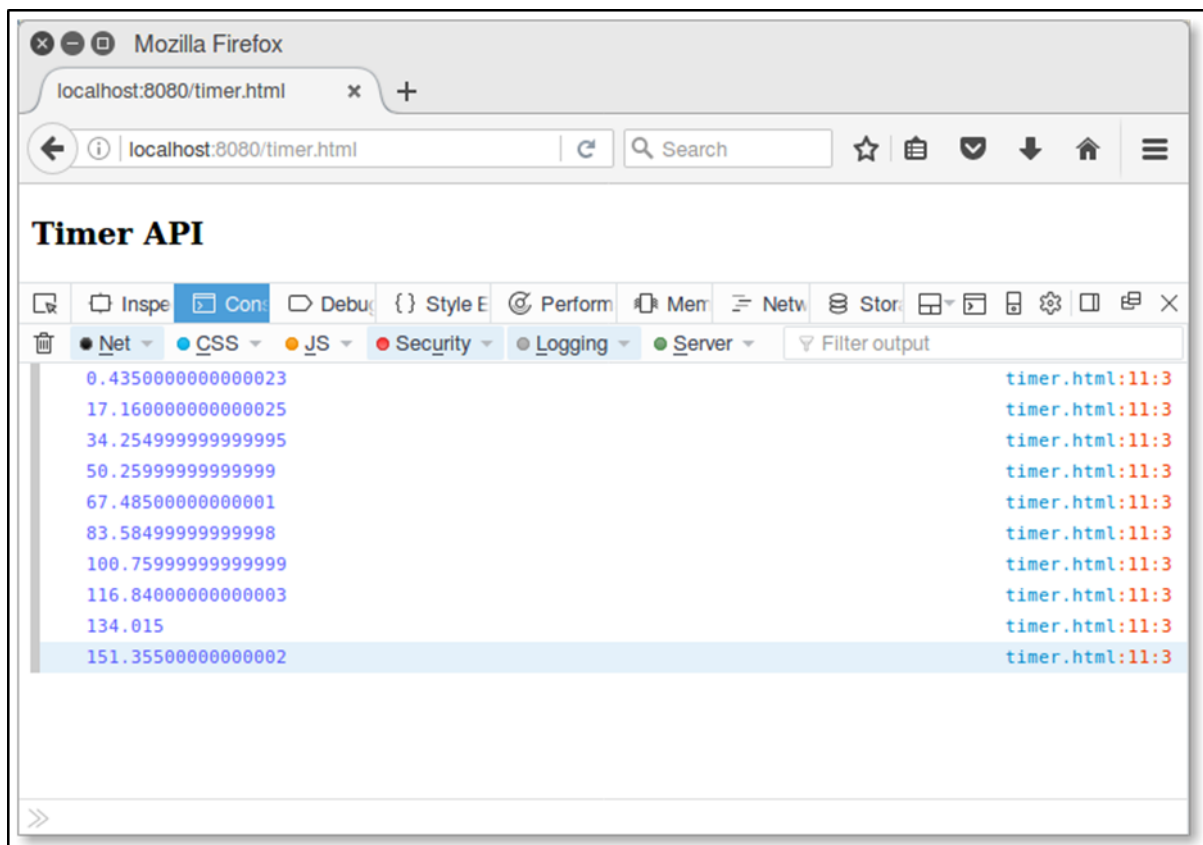 Mozilla Firefox
localhost:8080/timer.html
localhost:8080/timer.html Search
Timer API
Inspe Cons Debug {} Style E Perform Mem Netw Stor
Net CSS JS Security Logging Server Filter output
0.4350000000000023 timer.html:11:3
17.160000000000025 timer.html:11:3
34.254999999999995 timer.html:11:3
50.25999999999999 timer.html:11:3
67.48500000000001 timer.html:11:3
83.58499999999998 timer.html:11:3
100.75999999999999 timer.html:11:3
116.84000000000003 timer.html:11:3
134.015 timer.html:11:3
151.35500000000002 timer.html:11:3